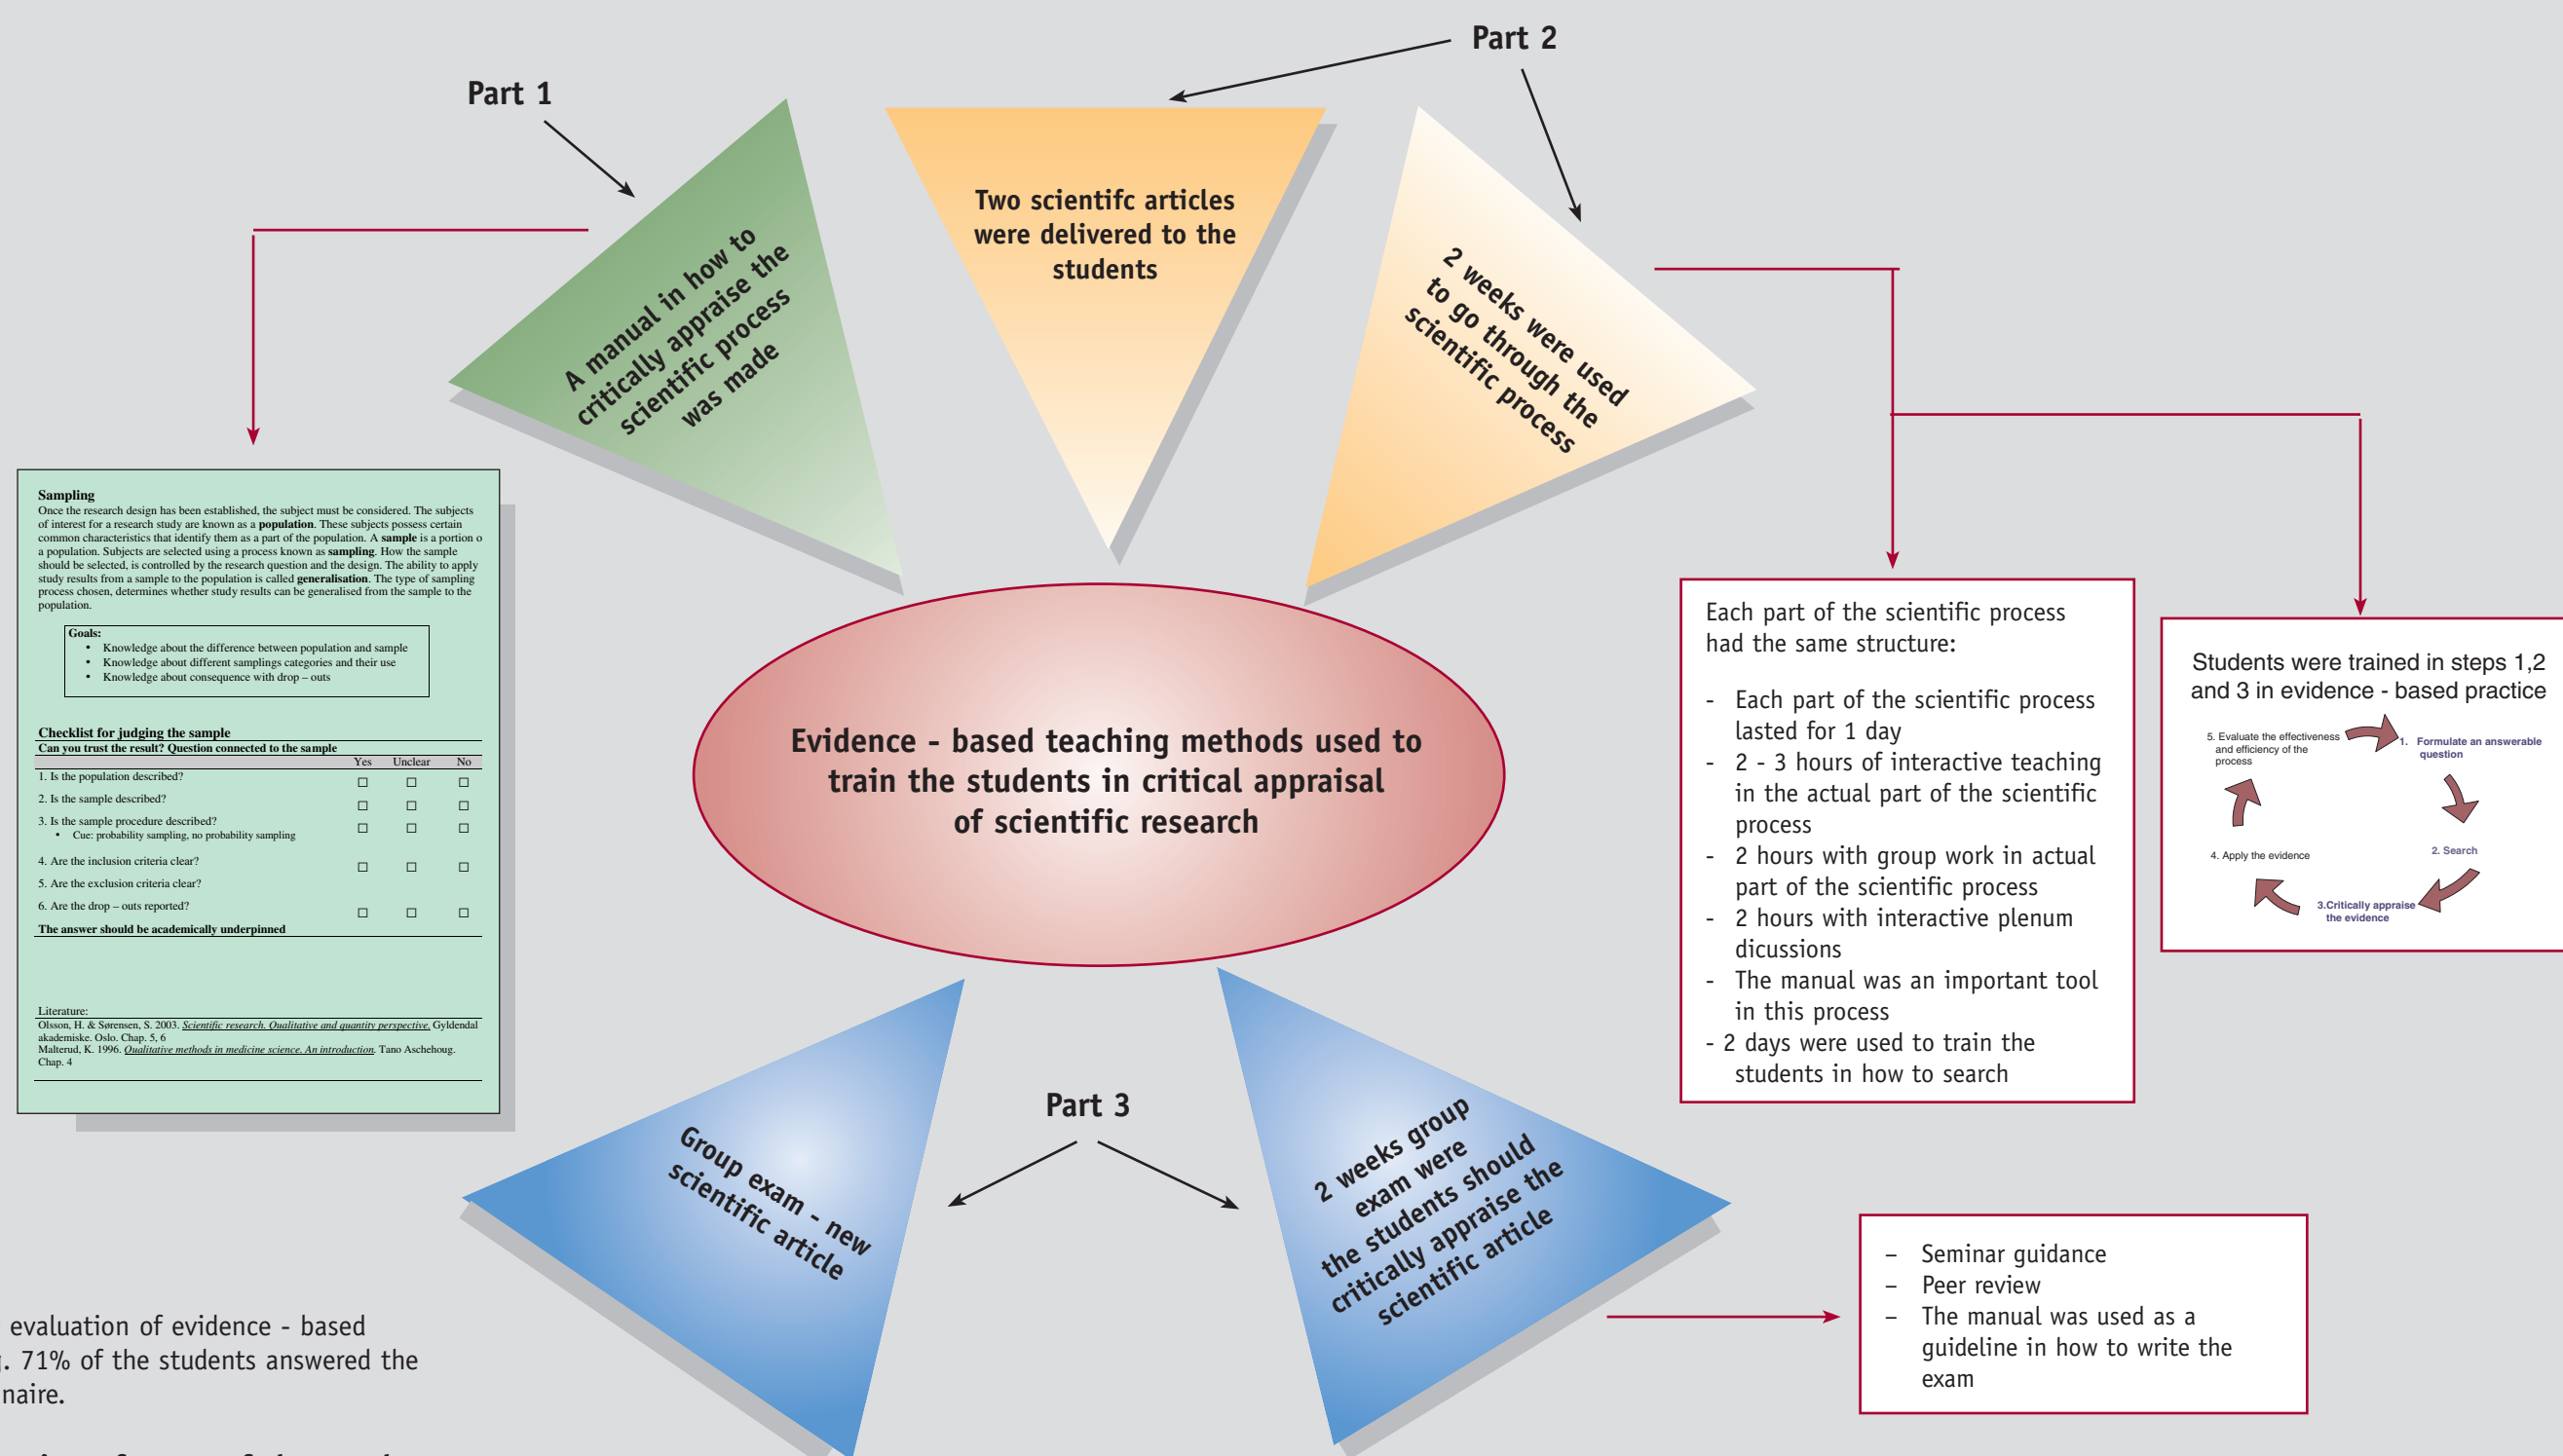 Part 2
Part 1
Two scientifc articles
were delivered to the
students
A manual in how to
critically appraise the
scientific process
was made
2 weeks were used
to go through the
scientific process
Sampling
Once the research design has been established, the subject must be considered. The subjects
of interest for a research study are known as a population. These subjects possess certain
common characteristics that identify them as a part of the population. A sample is a portion o
a population. Subjects are selected using a process known as sampling. How the sample
should be selected, is controlled by the research question and the design. The ability to apply
study results from a sample to the population is called generalisation. The type of sampling
process chosen, determines whether study results can be generalised from the sample to the
population.
Goals:
• Knowledge about the difference between population and sample
• Knowledge about different samplings categories and their use
• Knowledge about consequence with drop – outs
Checklist for judging the sample
Can you trust the result? Question connected to the sample
Yes Unclear No
1. Is the population described? ☐ ☐ ☐
2. Is the sample described? ☐ ☐ ☐
3. Is the sample procedure described? ☐ ☐ ☐
• Cue: probability sampling, no probability sampling
4. Are the inclusion criteria clear? ☐ ☐ ☐
5. Are the exclusion criteria clear?
6. Are the drop – outs reported? ☐ ☐ ☐
The answer should be academically underpinned
Literature:
Olsson, H. & Sørensen, S. 2003. Scientific research. Qualitative and quantity perspective. Gyldendal
akademiske. Oslo. Chap. 5, 6
Malterud, K. 1996. Qualitative methods in medicine science. An introduction. Tano Aschehoug.
Chap. 4
Evidence - based teaching methods used to
train the students in critical appraisal
of scientific research
Each part of the scientific process
had the same structure:
- Each part of the scientific process
lasted for 1 day
- 2 - 3 hours of interactive teaching
in the actual part of the scientific
process
- 2 hours with group work in actual
part of the scientific process
- 2 hours with interactive plenum
dicussions
- The manual was an important tool
in this process
- 2 days were used to train the
students in how to search
Students were trained in steps 1,2
and 3 in evidence - based practice
1. Formulate an answerable
question
2. Search
3.Critically appraise
the evidence
4. Apply the evidence
5. Evaluate the effectiveness
and efficiency of the
process
Part 3
Group exam - new
scientific article
2 weeks group
exam were
the students should
critically appraise the
scientific article
– Seminar guidance
– Peer review
– The manual was used as a
guideline in how to write the
exam
evaluation of evidence - based
. 71% of the students answered the
naire.